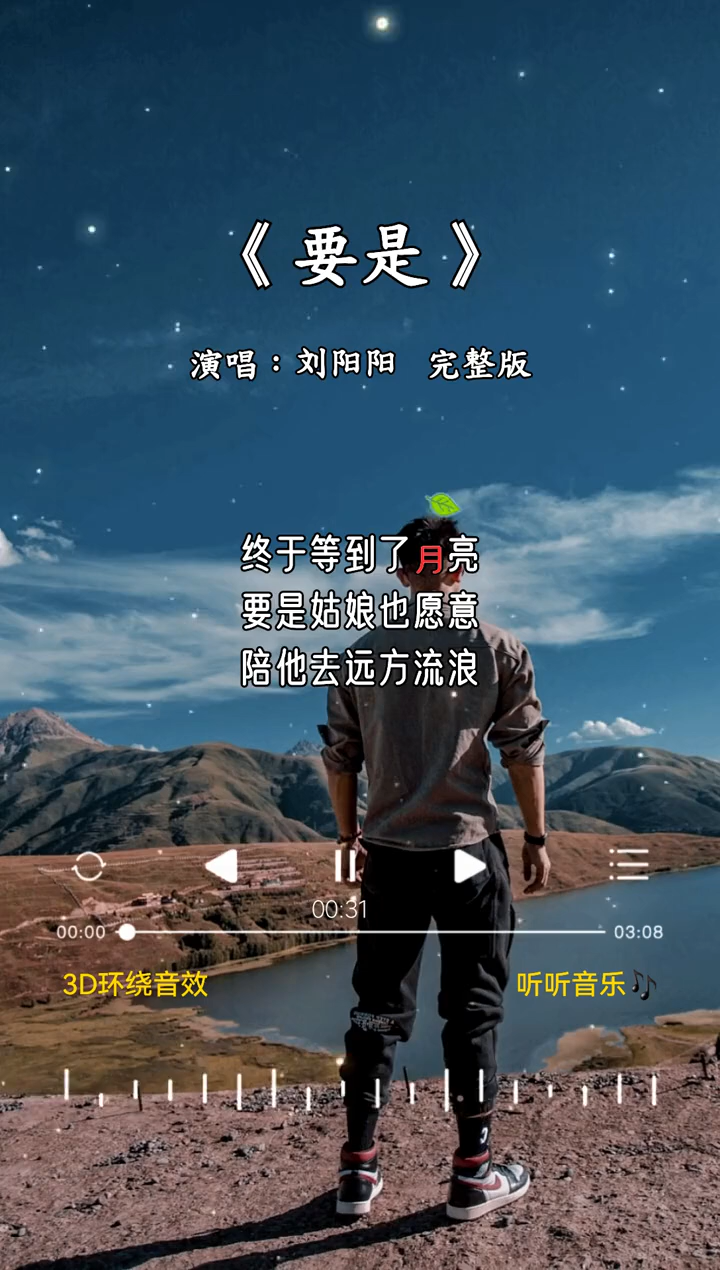 《要是》
演唱：刘阳阳 完整版
终于等到了月亮
要是姑娘也愿意
陪他去远方流浪
00:31
00:00 03:08
3D环绕音效 听听音乐